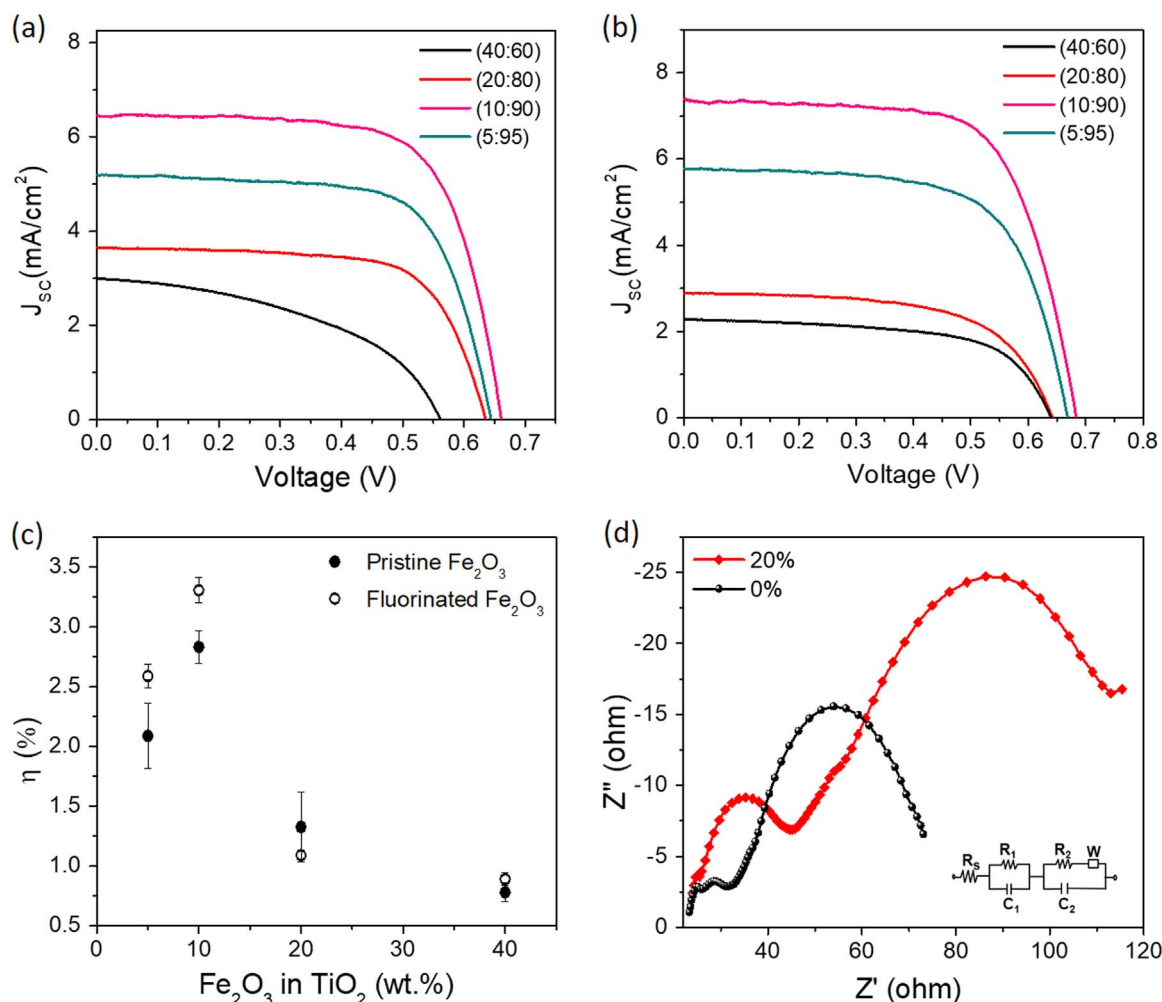 (a)
8
6
4
2
0
J_SC(mA/cm²)
(40:60)
(20:80)
(10:90)
(5:95)
0.0 0.1 0.2 0.3 0.4 0.5 0.6 0.7
Voltage (V)
(b)
8
6
4
2
0
J_SC(mA/cm²)
(40:60)
(20:80)
(10:90)
(5:95)
0.0 0.1 0.2 0.3 0.4 0.5 0.6 0.7 0.8
Voltage (V)
(c)
3.5
3.0
2.5
2.0
1.5
1.0
0.5
η (%)
Pristine Fe₂O₃
Fluorinated Fe₂O₃
0 10 20 30 40
Fe₂O₃ in TiO₂ (wt.%)
(d)
-25
-20
-15
-10
-5
0
Z" (ohm)
20%
0%
R_S R₁ R₂ W
C₁ C₂
40 60 80 100 120
Z' (ohm)